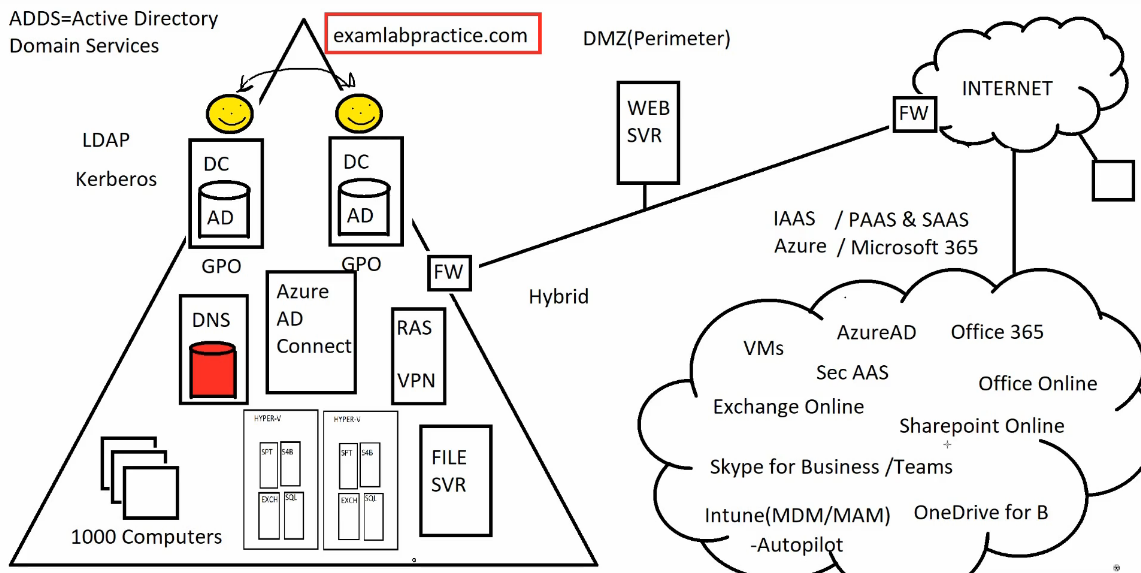 ADDS=Active Directory
Domain Services
examlabpractice.com
DMZ(Perimeter)
INTERNET
FW
WEB
SVR
LDAP
Kerberos
DC
AD
GPO
DC
AD
GPO
FW
Hybrid
IAAS / PAAS & SAAS
Azure / Microsoft 365
DNS
Azure
AD
Connect
RAS
VPN
HYPER-V
SPT
S4B
EXCH
SQL
HYPER-V
SPT
S4B
EXCH
SQL
FILE
SVR
1000 Computers
VMs
AzureAD
Office 365
Sec AAS
Office Online
Exchange Online
Sharepoint Online
Skype for Business /Teams
Intune(MDM/MAM)
-Autopilot
OneDrive for B